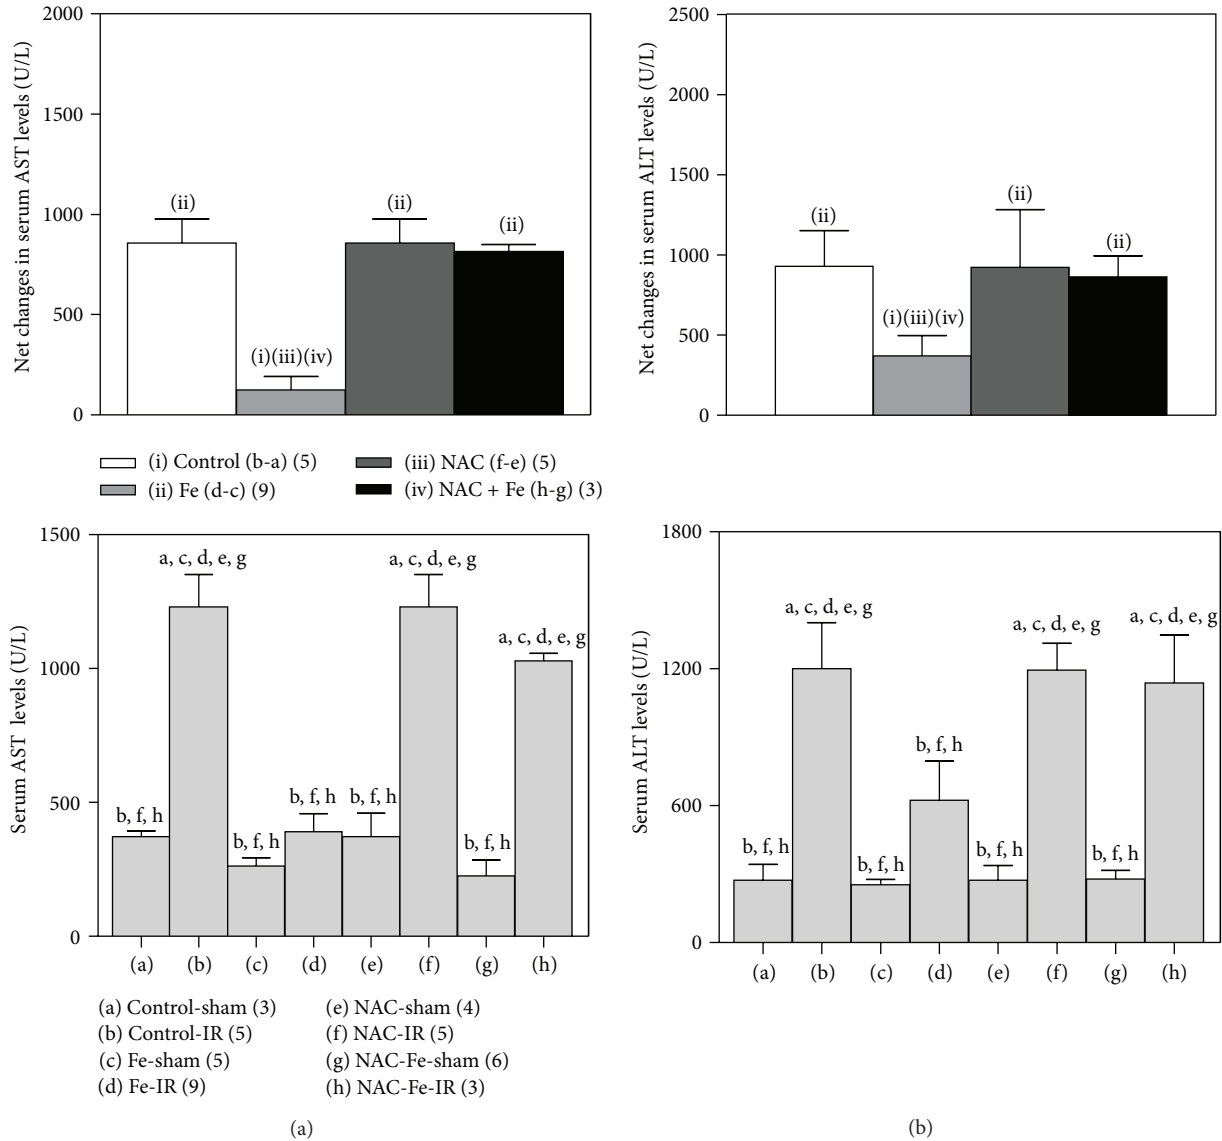 Net changes in serum AST levels (U/L)
2000
1500
1000
500
0
(ii)
(i)(iii)(iv)
(ii)
(ii)
(i) Control (b-a) (5)
(ii) Fe (d-c) (9)
(iii) NAC (f-e) (5)
(iv) NAC + Fe (h-g) (3)
Net changes in serum ALT levels (U/L)
2500
2000
1500
1000
500
0
(ii)
(i)(iii)(iv)
(ii)
(ii)
Serum AST levels (U/L)
1500
1000
500
0
b, f, h
a, c, d, e, g
b, f, h
b, f, h
b, f, h
a, c, d, e, g
b, f, h
a, c, d, e, g
(a) (b) (c) (d) (e) (f) (g) (h)
(a) Control-sham (3)
(b) Control-IR (5)
(c) Fe-sham (5)
(d) Fe-IR (9)
(e) NAC-sham (4)
(f) NAC-IR (5)
(g) NAC-Fe-sham (6)
(h) NAC-Fe-IR (3)
(a)
Serum ALT levels (U/L)
1800
1200
600
0
b, f, h
a, c, d, e, g
b, f, h
b, f, h
b, f, h
a, c, d, e, g
b, f, h
a, c, d, e, g
(a) (b) (c) (d) (e) (f) (g) (h)
(b)